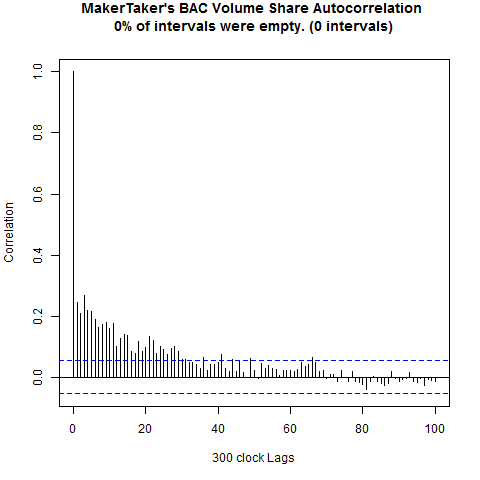 MakerTaker's BAC Volume Share Autocorrelation
0% of intervals were empty. (0 intervals)
1.0
0.8
0.6
0.4
0.2
0.0
Correlation
0 20 40 60 80 100
300 clock Lags